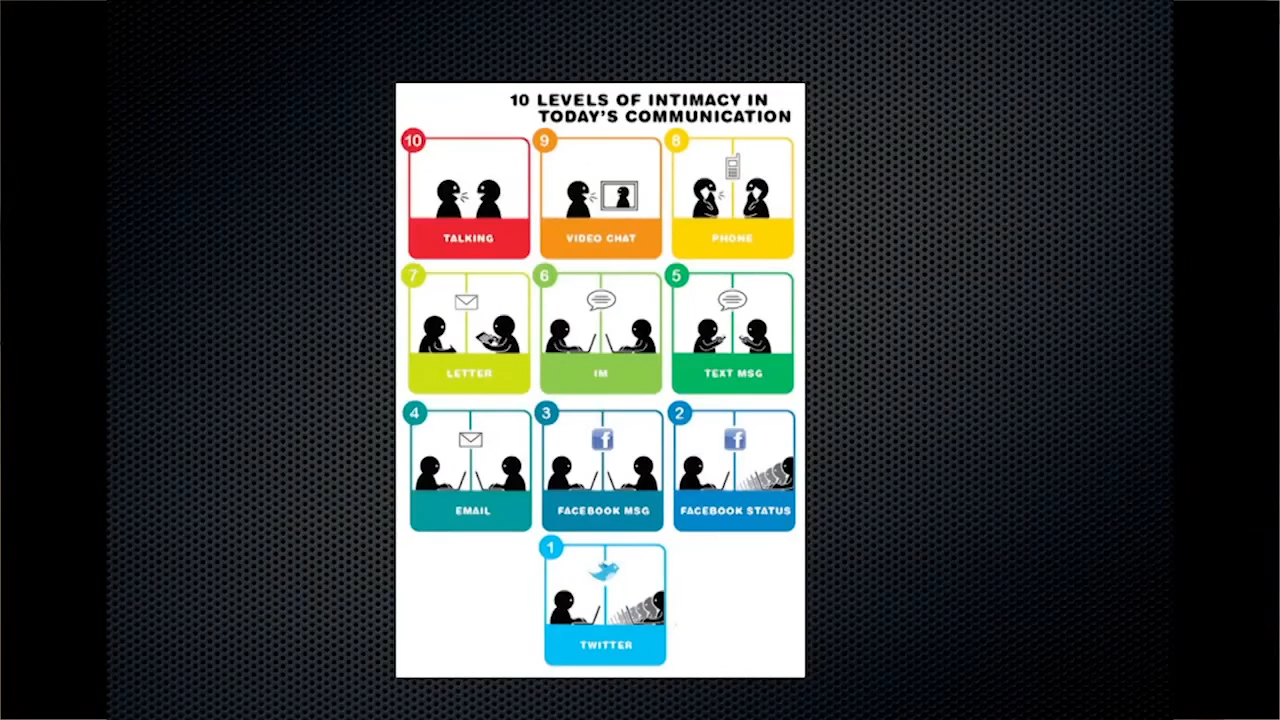 10 LEVELS OF INTIMACY IN
TODAY'S COMMUNICATION
10
9
8
TALKING
VIDEO CHAT
PHONE
7
6
5
LETTER
IM
TEXT MSG
4
3
2
f
f
EMAIL
FACEBOOK MSG
FACEBOOK STATUS
1
TWITTER